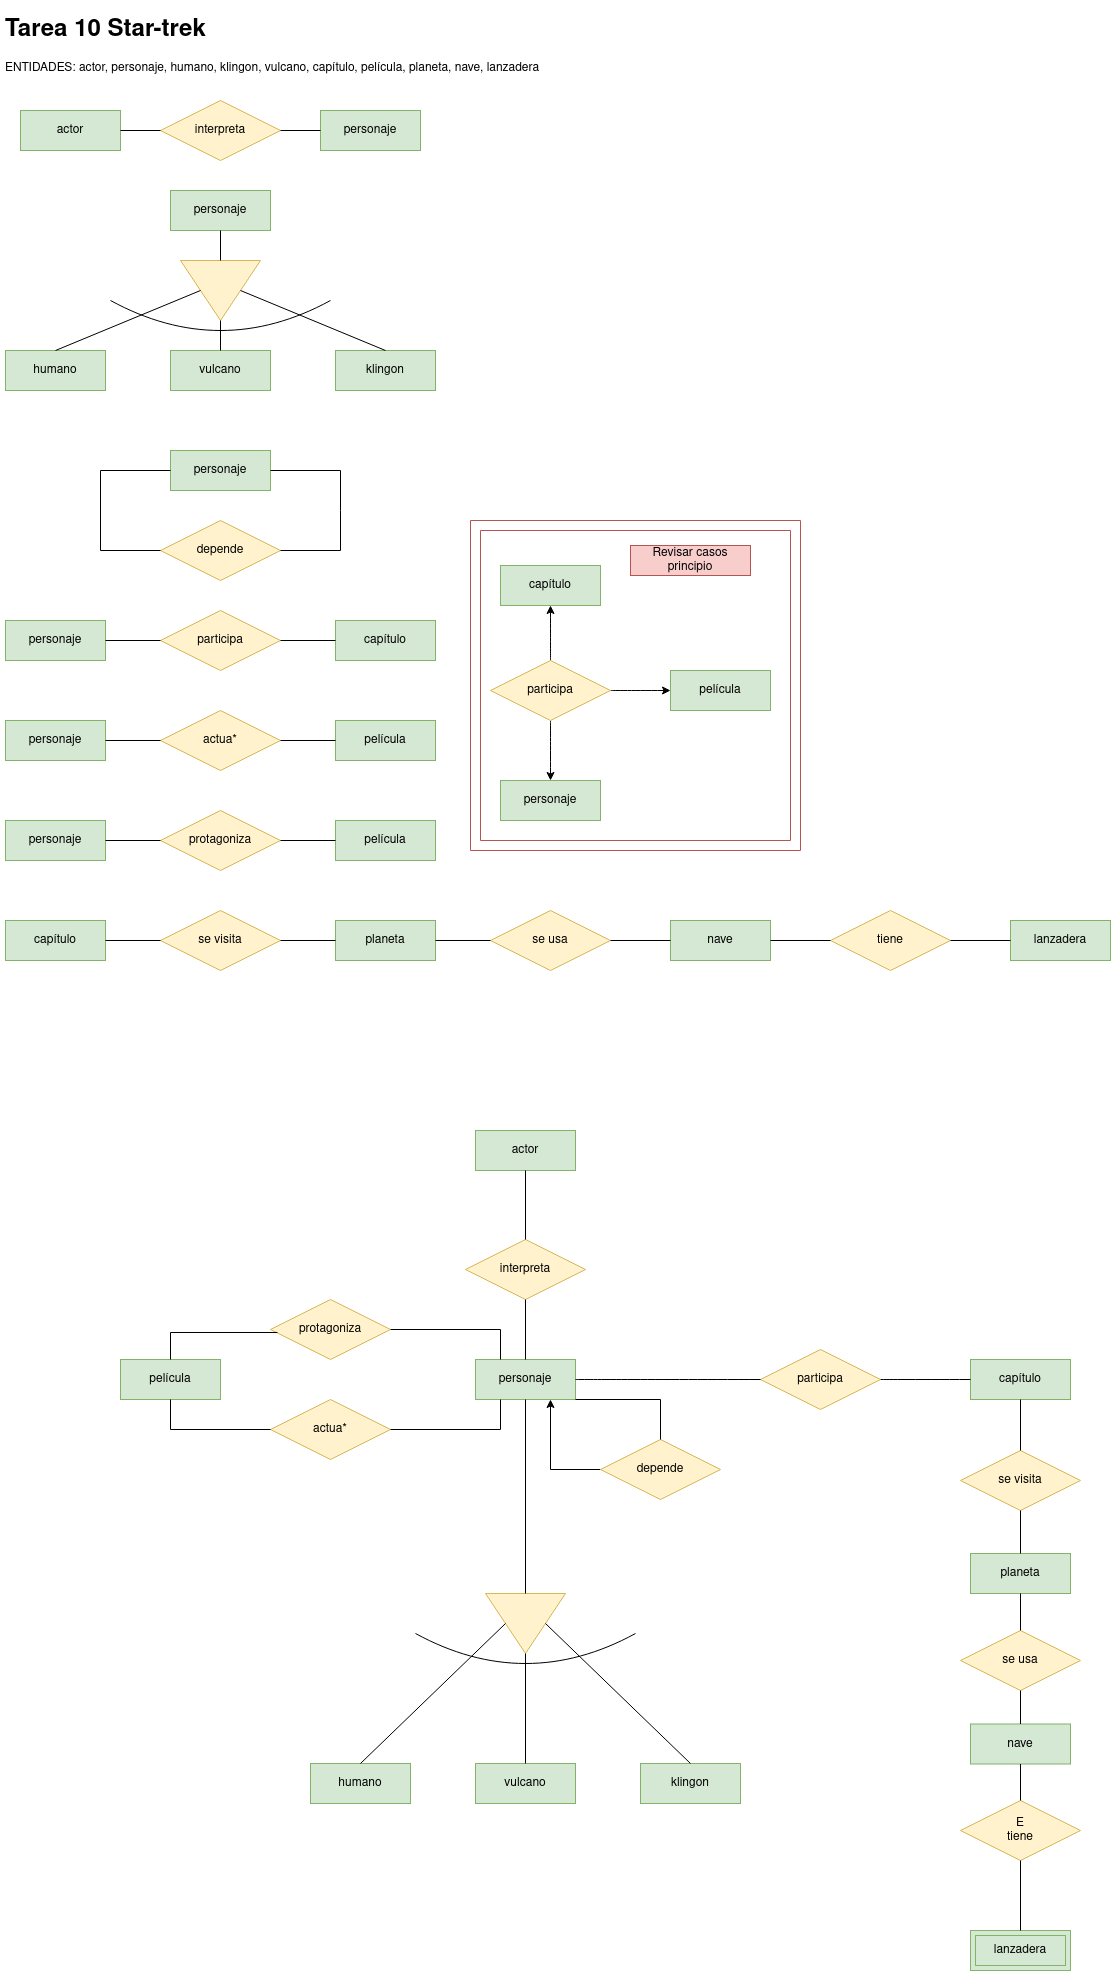 Tarea 10 Star-trek
ENTIDADES: actor, personaje, humano, klingon, vulcano, capítulo, película, planeta, nave, lanzadera
actor
interpreta
personaje
personaje
humano
vulcano
klingon
personaje
depende
personaje
participa
capítulo
personaje
actua*
película
personaje
protagoniza
película
Revisar casos
principio
capítulo
participa
película
personaje
capítulo
se visita
planeta
se usa
nave
tiene
lanzadera
actor
interpreta
protagoniza
película
personaje
participa
capítulo
actua*
depende
se visita
planeta
se usa
nave
humano
vulcano
klingon
E
tiene
lanzadera